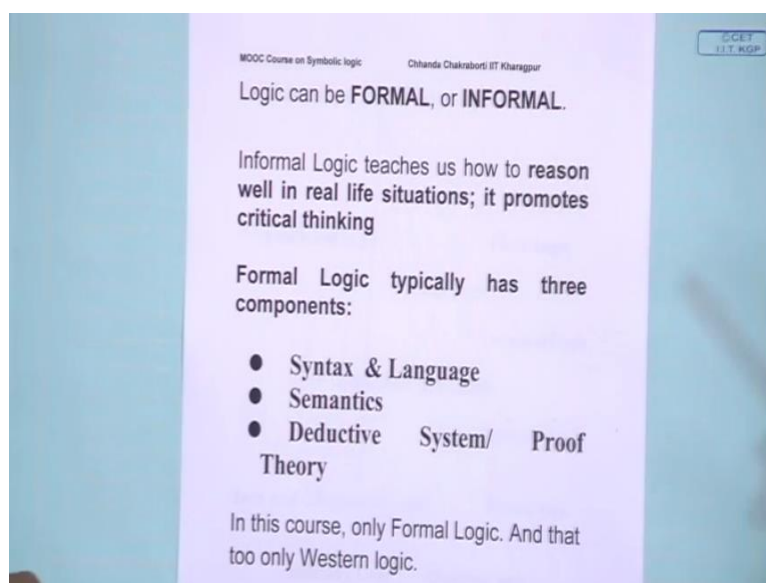 CCET
I.I.T. KGP
MOOC Course on Symbolic logic Chhanda Chakraborti IIT Kharagpur
Logic can be FORMAL, or INFORMAL.
Informal Logic teaches us how to reason
well in real life situations; it promotes
critical thinking
Formal Logic typically has three
components:
● Syntax & Language
● Semantics
● Deductive System/ Proof
Theory
In this course, only Formal Logic. And that
too only Western logic.